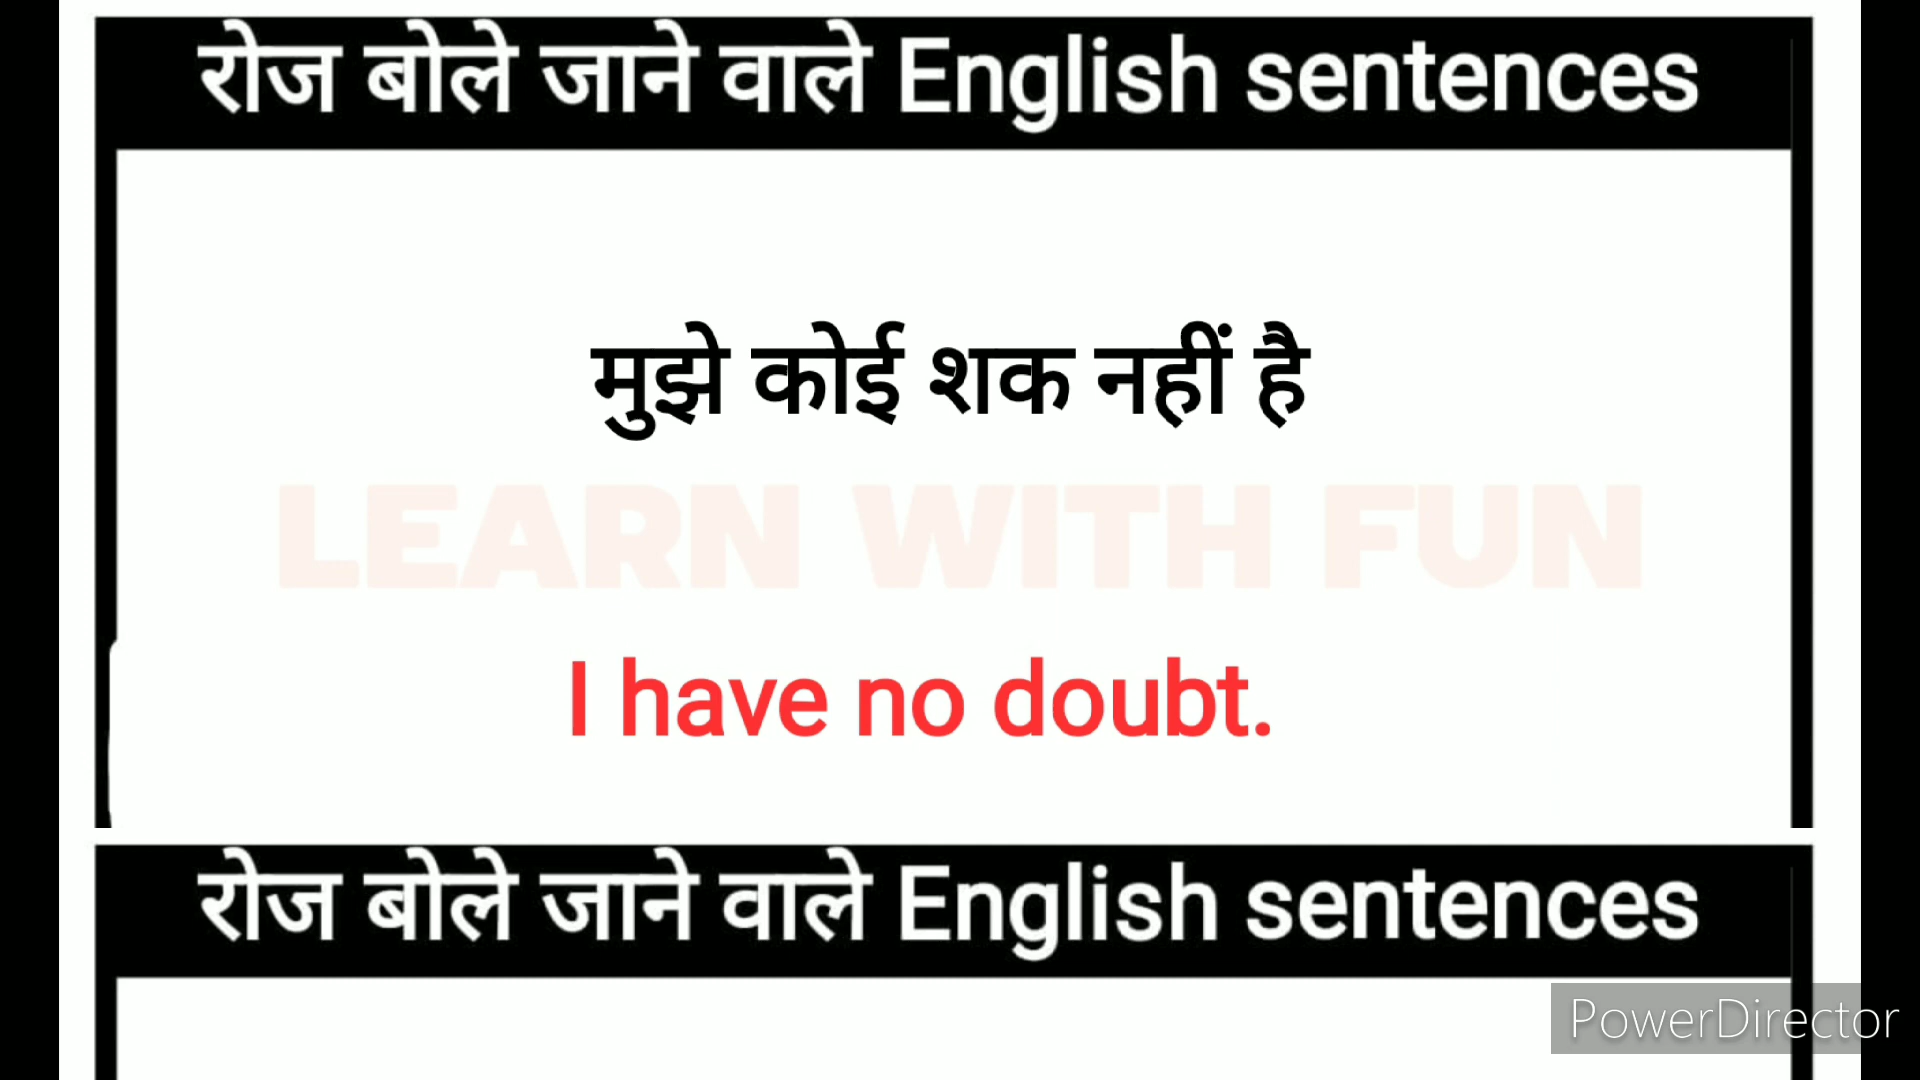 रोज बोले जाने वाले English sentences
मुझे कोई शक नहीं है
LEARN WITH FUN
I have no doubt.
रोज बोले जाने वाले English sentences
PowerDirector